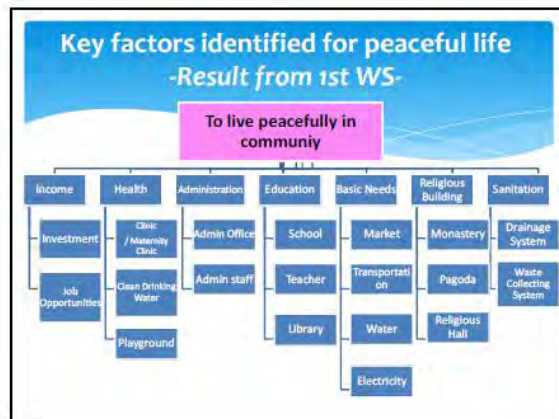 Key factors identified for peaceful life
-Result from 1st WS-
To live peacefully in
communiy
Income
Health
Administration
Education
Basic Needs
Religious
Building
Sanitation
Investment
Job
Opportunities
Clinic
/ Maternity
Clinic
Clean Drinking
Water
Playground
Admin Office
Admin staff
School
Teacher
Library
Market
Transportati
on
Water
Electricity
Monastery
Pagoda
Religious
Hall
Drainage
System
Waste
Collecting
System